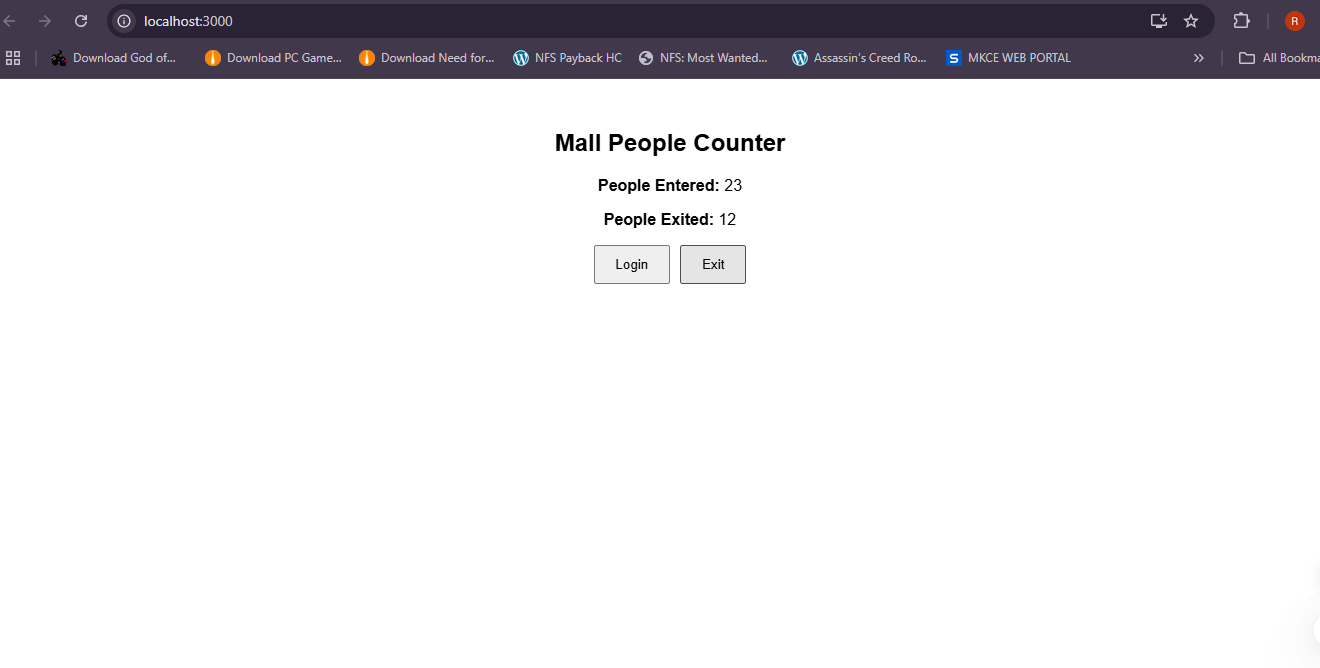 localhost:3000
Download God of... Download PC Game... Download Need for... NFS Payback HC NFS: Most Wanted... Assassin's Creed Ro... S MKCE WEB PORTAL » All Bookma
R
Mall People Counter
People Entered: 23
People Exited: 12
Login Exit